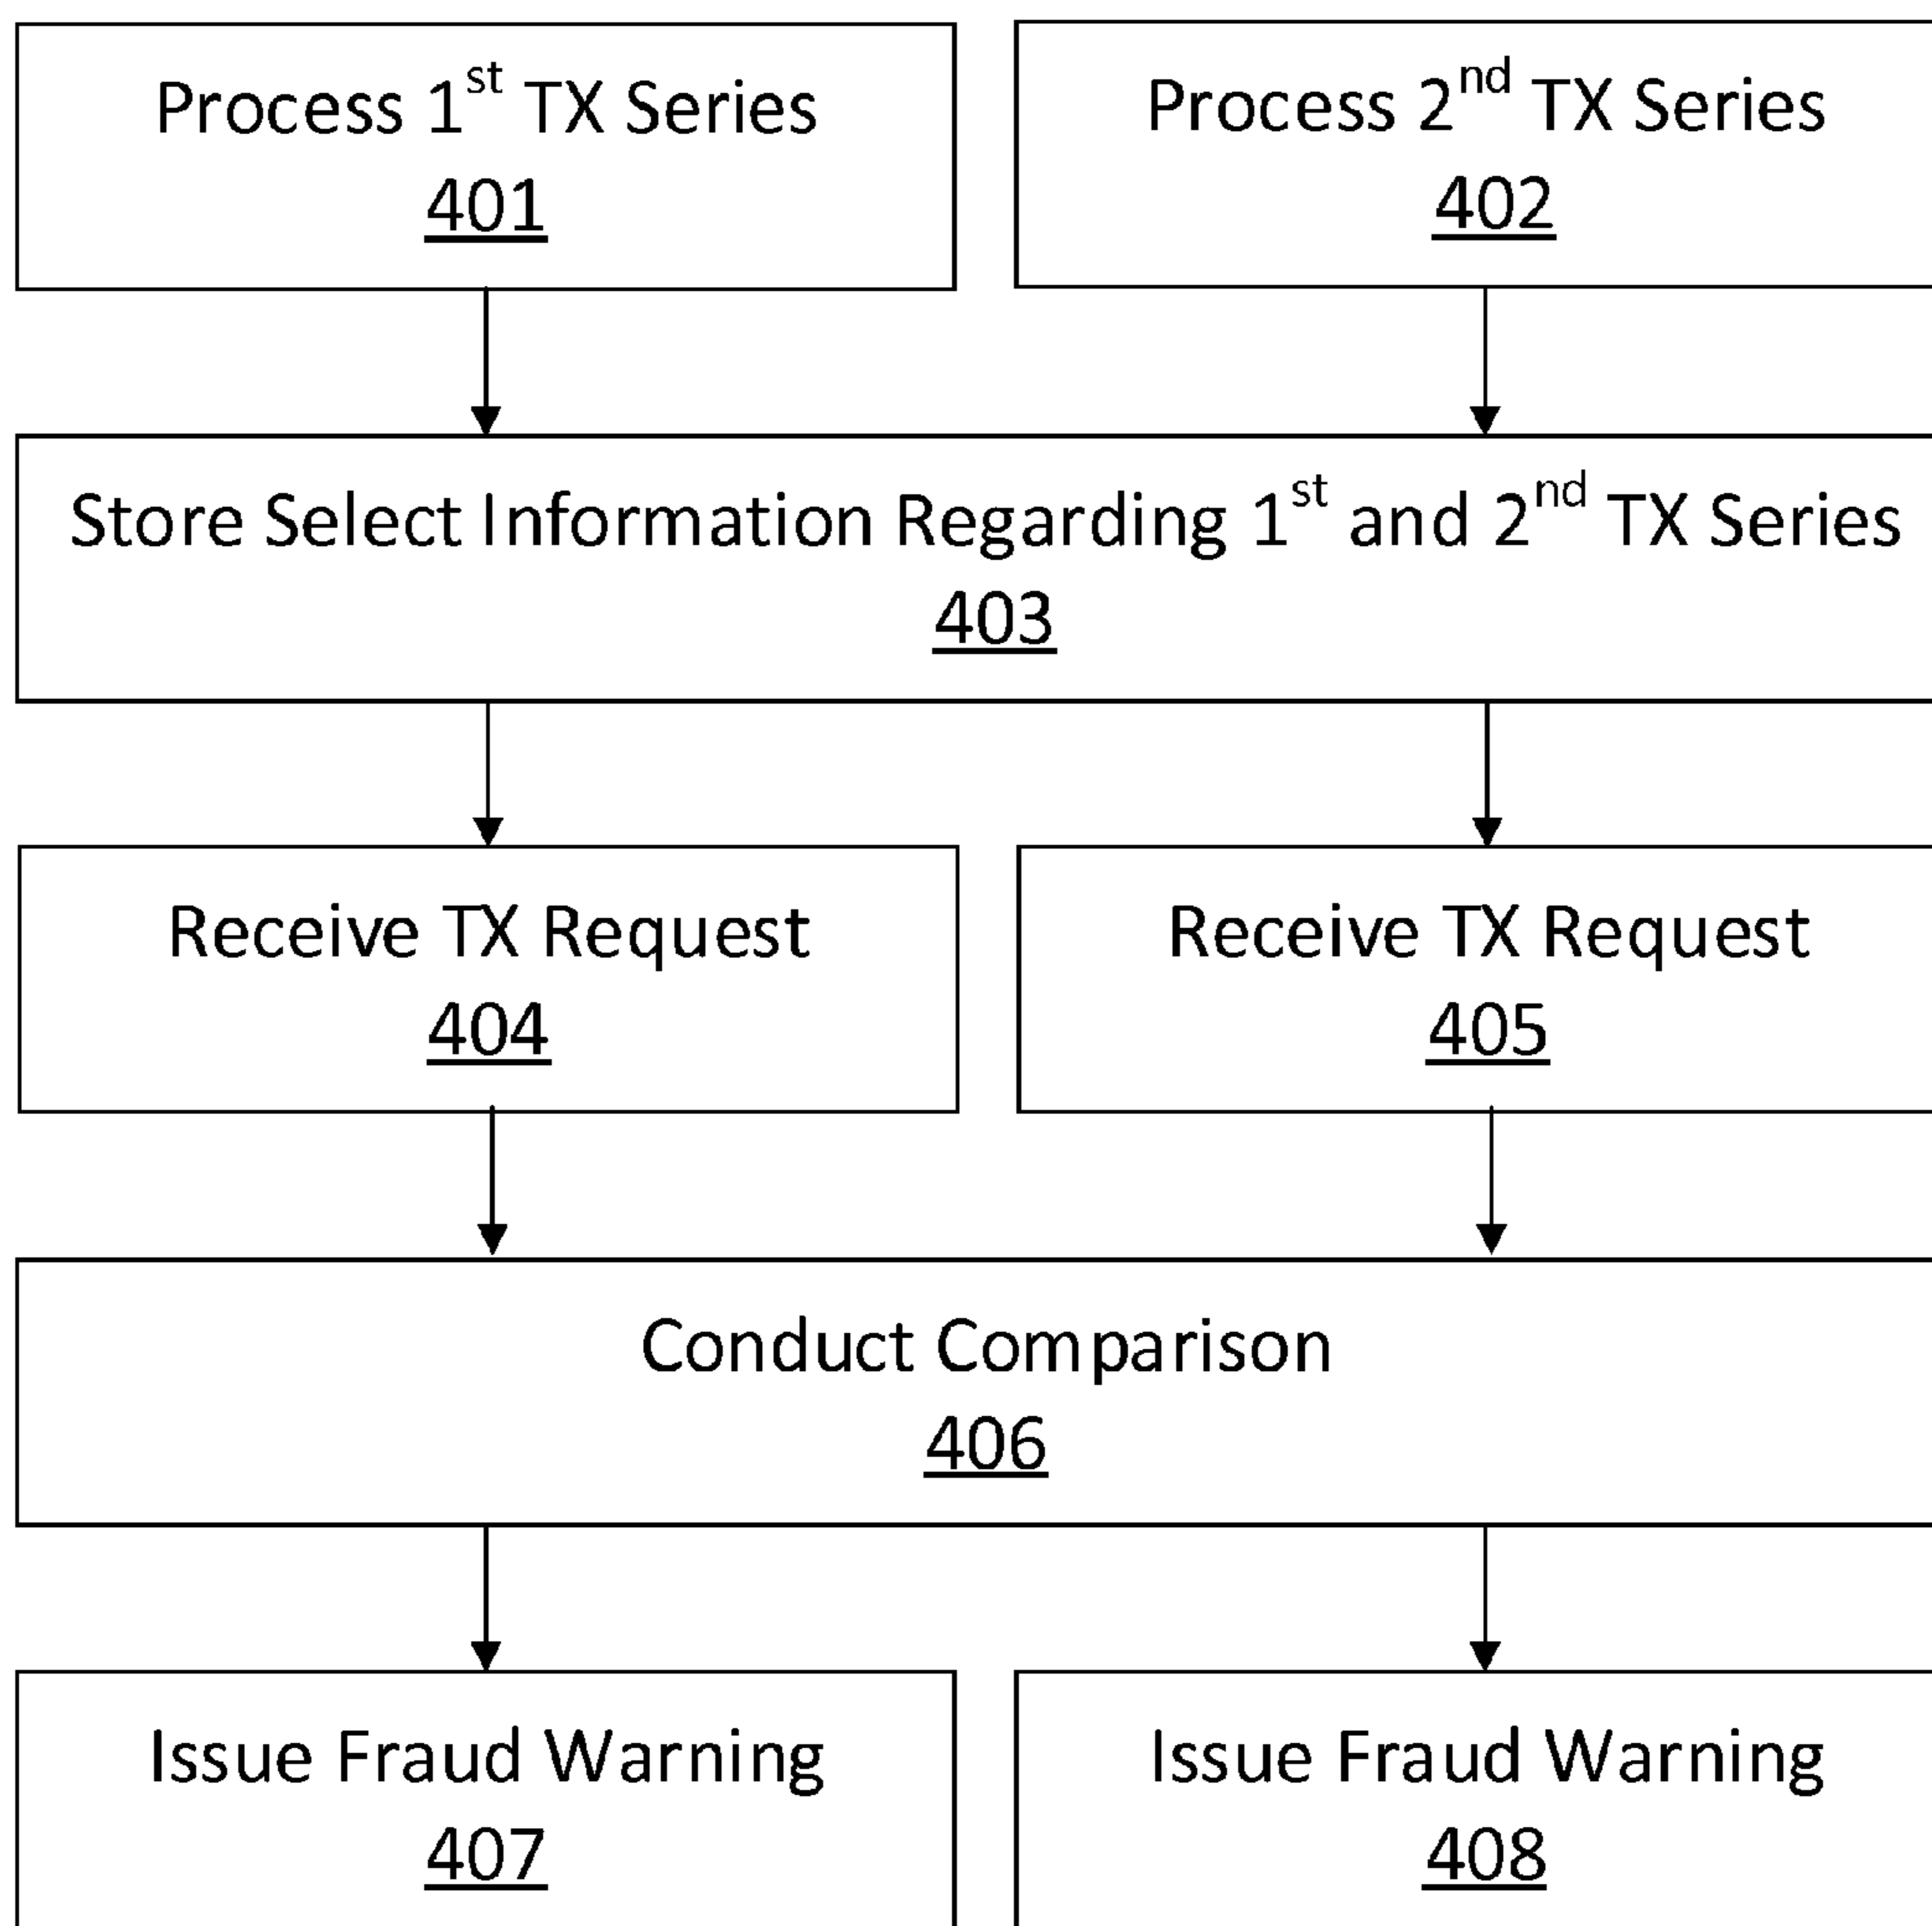 Process 1st TX Series
401
Process 2nd TX Series
402
Store Select Information Regarding 1st and 2nd TX Series
403
Receive TX Request
404
Receive TX Request
405
Conduct Comparison
406
Issue Fraud Warning
407
Issue Fraud Warning
408